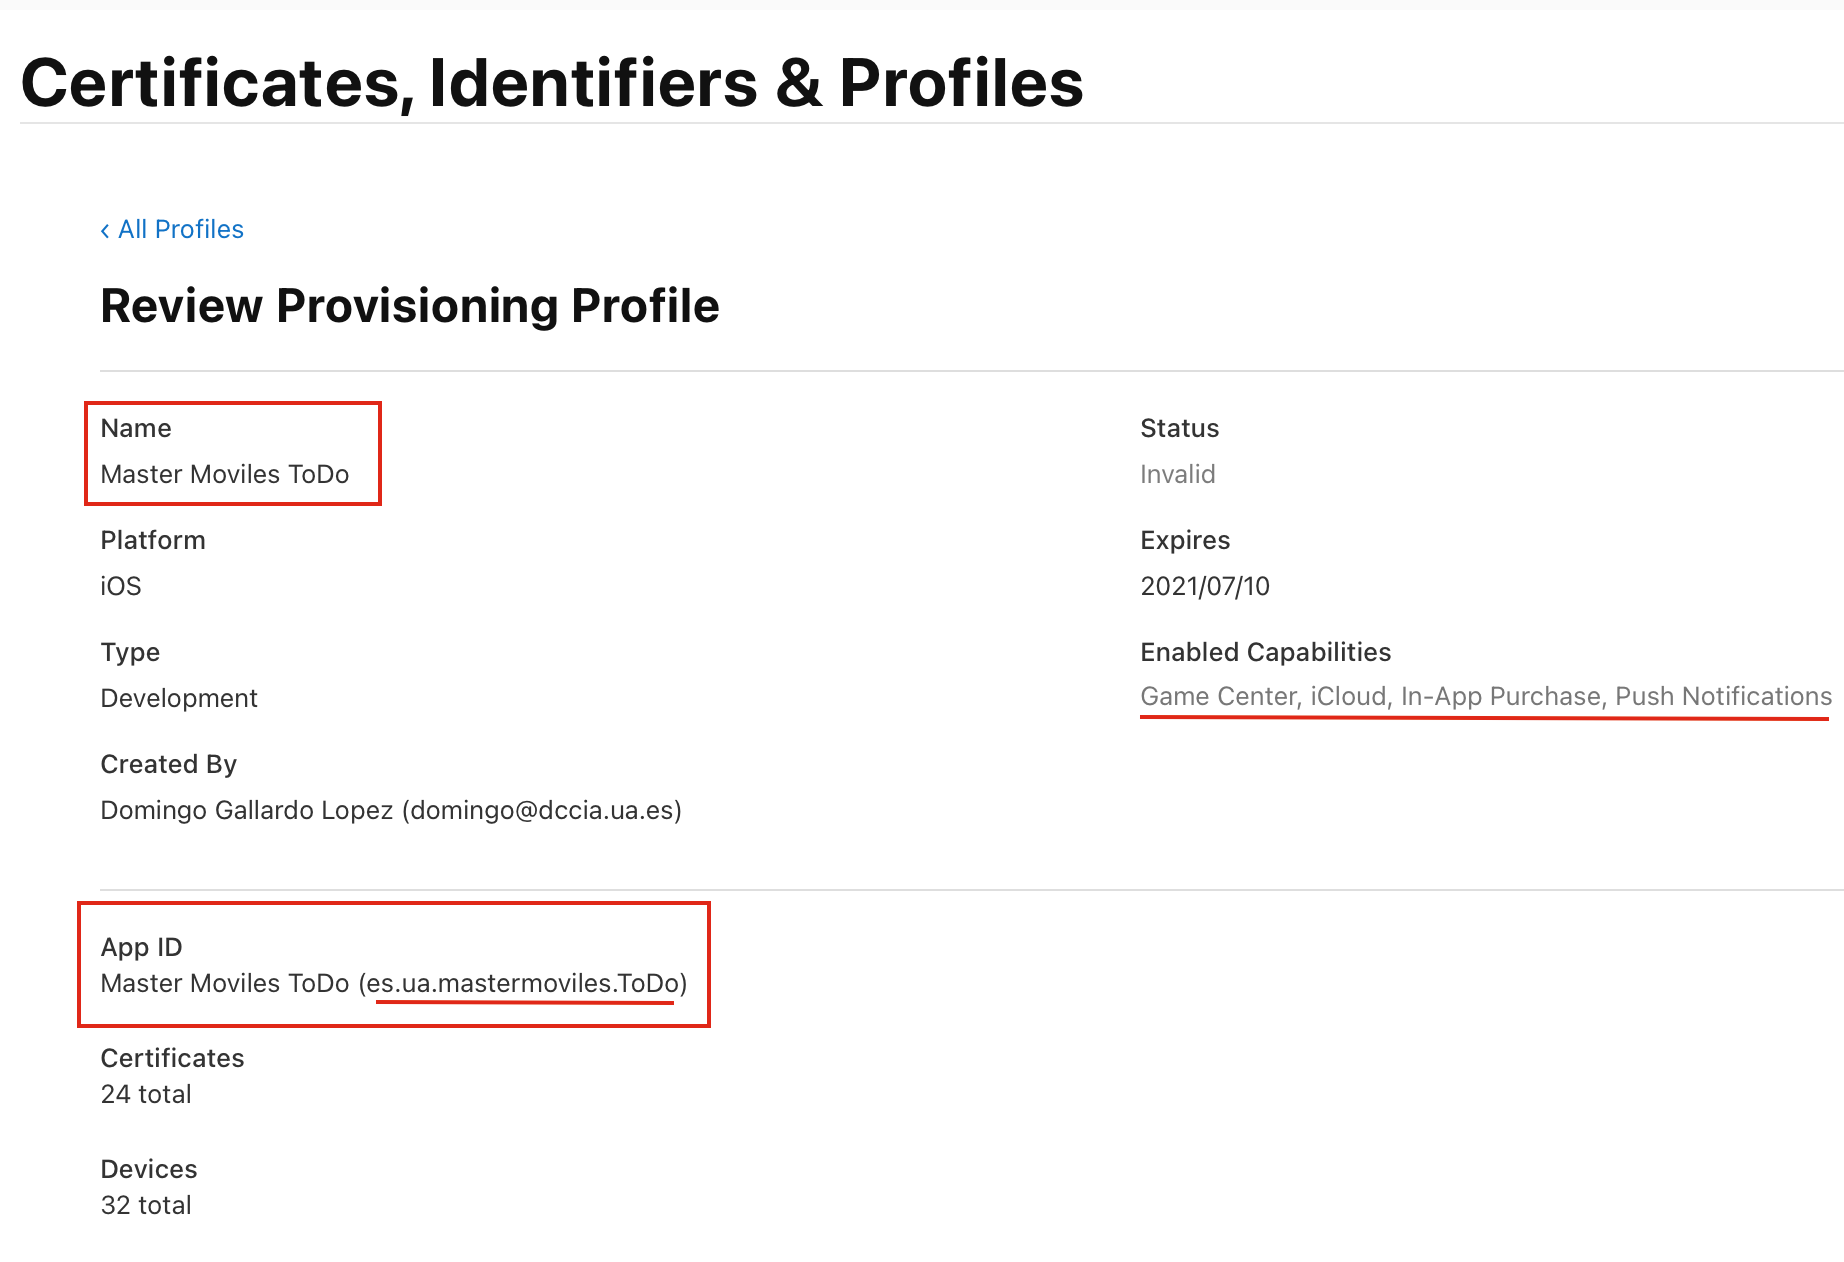 Certificates, Identifiers & Profiles
‹ All Profiles
Review Provisioning Profile
Name
Master Moviles ToDo
Platform
iOS
Type
Development
Created By
Domingo Gallardo Lopez (domingo@dccia.ua.es)
Status
Invalid
Expires
2021/07/10
Enabled Capabilities
Game Center, iCloud, In-App Purchase, Push Notifications
App ID
Master Moviles ToDo (es.ua.mastermoviles.ToDo)
Certificates
24 total
Devices
32 total